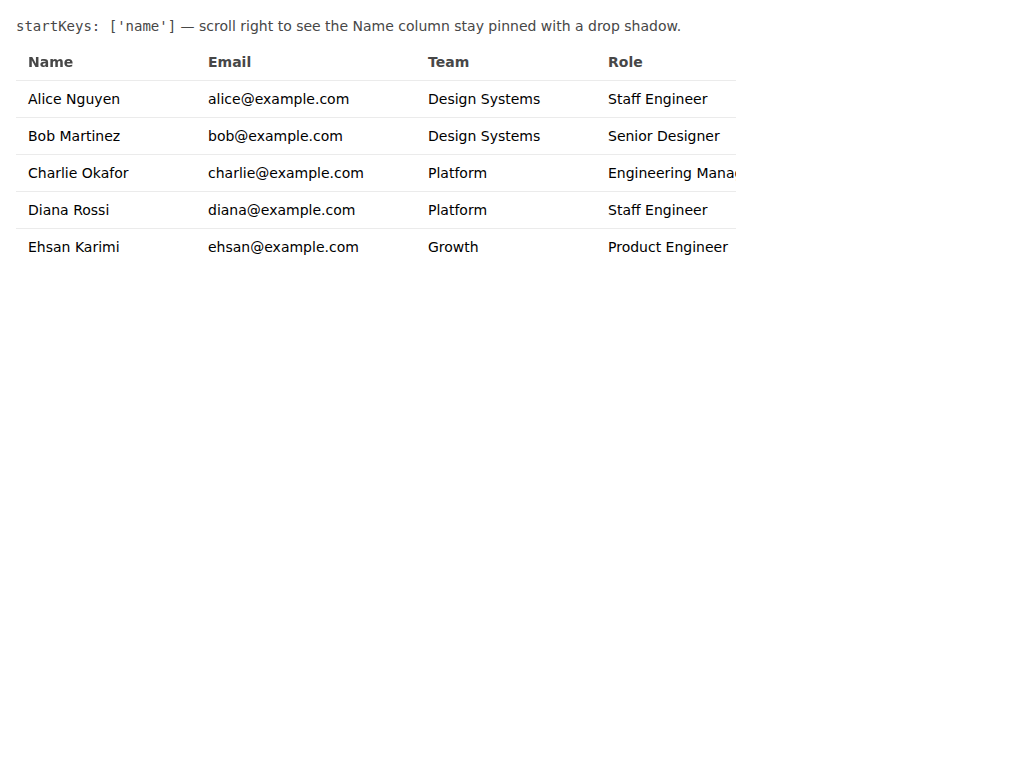 startKeys: ['name'] — scroll right to see the Name column stay pinned with a drop shadow.
Name Email Team Role
Alice Nguyen alice@example.com Design Systems Staff Engineer
Bob Martinez bob@example.com Design Systems Senior Designer
Charlie Okafor charlie@example.com Platform Engineering Mana
Diana Rossi diana@example.com Platform Staff Engineer
Ehsan Karimi ehsan@example.com Growth Product Engineer